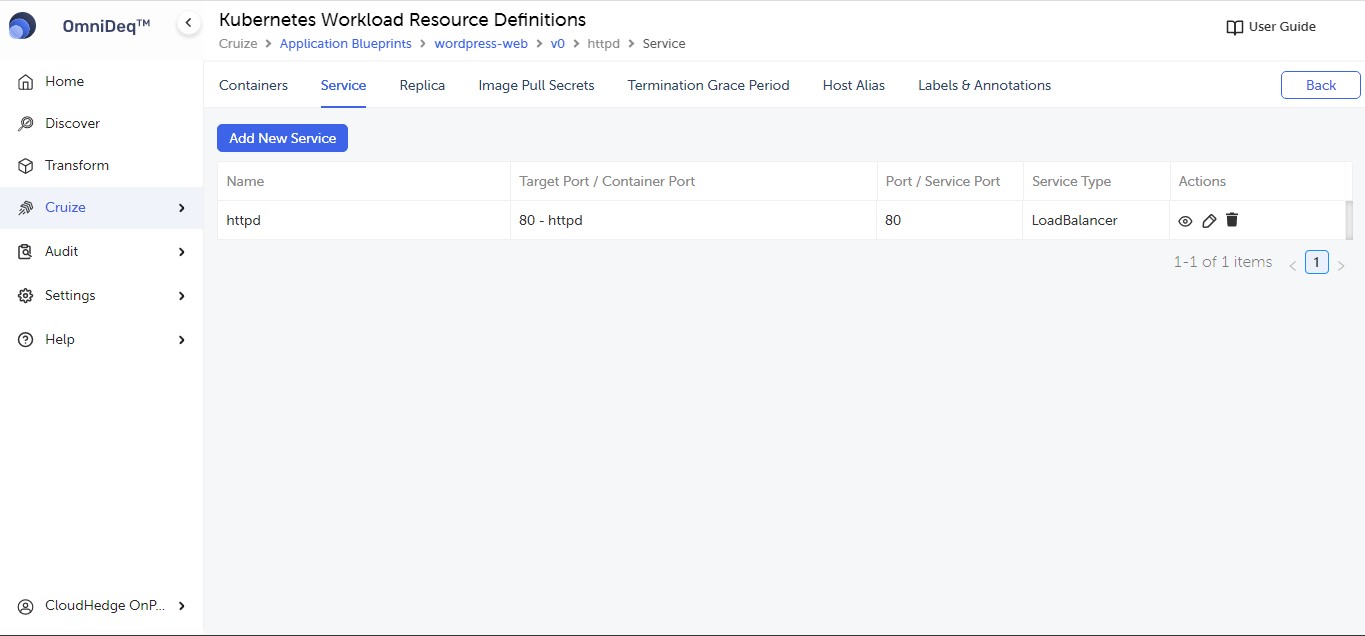 OmniDeq™
Home
Discover
Transform
Cruize
Audit
Settings
Help
CloudHedge OnP...
Kubernetes Workload Resource Definitions
Cruize > Application Blueprints > wordpress-web > v0 > httpd > Service
User Guide
Containers Service Replica Image Pull Secrets Termination Grace Period Host Alias Labels & Annotations Back
Add New Service
Name Target Port / Container Port Port / Service Port Service Type Actions
httpd 80 - httpd 80 LoadBalancer
1-1 of 1 items < 1 >